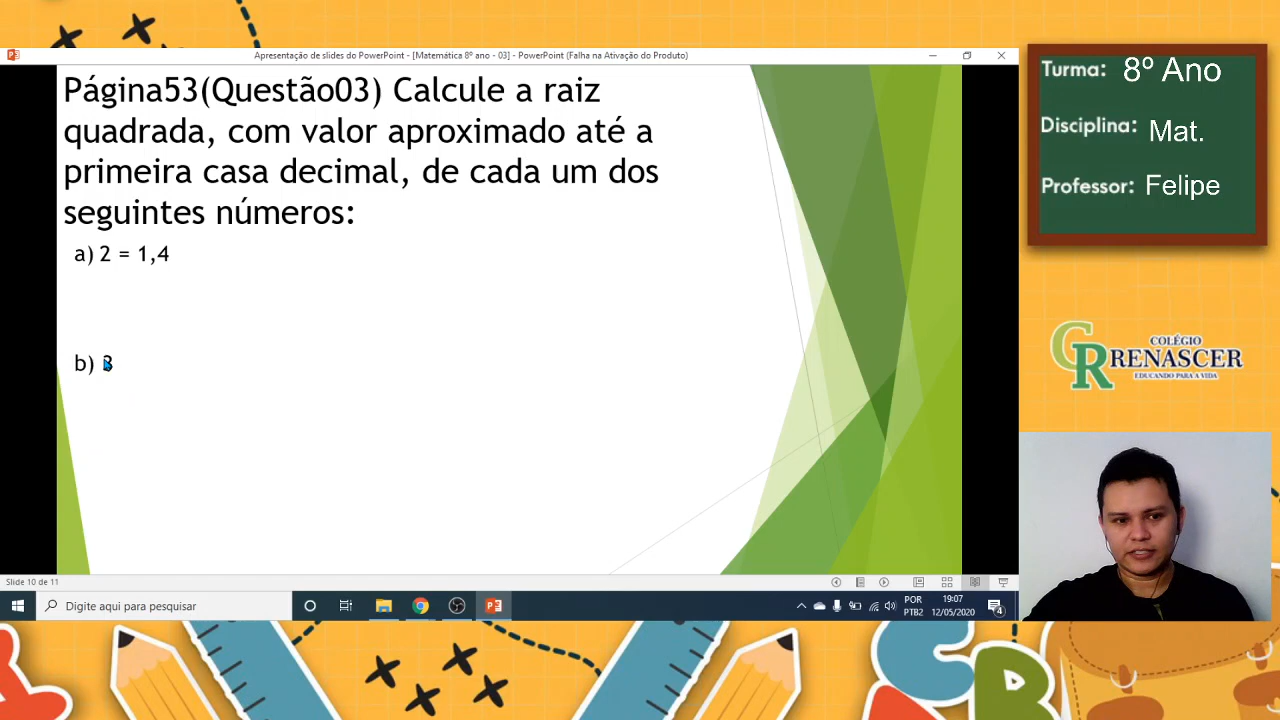 Apresentação de slides do PowerPoint - [Matemática 8º ano - 03] - PowerPoint (Falha na Ativação do Produto)
Página53(Questão03) Calcule a raiz
quadrada, com valor aproximado até a
primeira casa decimal, de cada um dos
seguintes números:
a) 2 = 1,4
b) 3
Slide 10 de 11
Digite aqui para pesquisar
POR
PTB2
19:07
12/05/2020
4
Turma: 8º Ano
Disciplina: Mat.
Professor: Felipe
CR
COLÉGIO
RENASCER
EDUCANDO PARA A VIDA
C
B